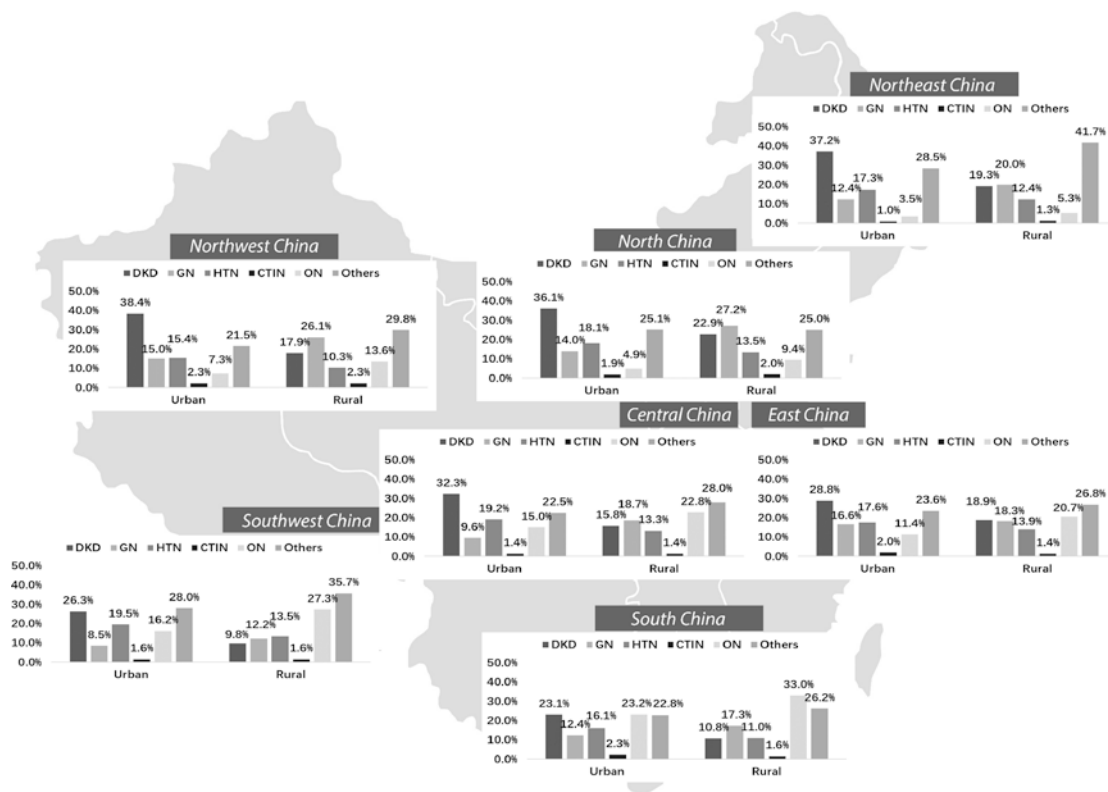 Northeast China
DKD GN HTN CTIN ON Others
50.0%
40.0%
30.0%
20.0%
10.0%
0.0%
37.2% 12.4% 17.3% 1.0% 3.5% 28.5%
19.3% 20.0% 12.4% 1.3% 5.3% 41.7%
Urban Rural
Northwest China
DKD GN HTN CTIN ON Others
50.0%
40.0%
30.0%
20.0%
10.0%
0.0%
38.4% 15.0% 15.4% 2.3% 7.3% 21.5%
17.9% 26.1% 10.3% 2.3% 13.6% 29.8%
Urban Rural
North China
DKD GN HTN CTIN ON Others
50.0%
40.0%
30.0%
20.0%
10.0%
0.0%
36.1% 14.0% 18.1% 1.9% 4.9% 25.1%
22.9% 27.2% 13.5% 2.0% 9.4% 25.0%
Urban Rural
Central China
DKD GN HTN CTIN ON Others
50.0%
40.0%
30.0%
20.0%
10.0%
0.0%
32.3% 9.6% 19.2% 1.4% 15.0% 22.5%
15.8% 18.7% 13.3% 1.4% 22.8% 28.0%
Urban Rural
East China
DKD GN HTN CTIN ON Others
50.0%
40.0%
30.0%
20.0%
10.0%
0.0%
28.8% 16.6% 17.6% 2.0% 11.4% 23.6%
18.9% 18.3% 13.9% 1.4% 20.7% 26.8%
Urban Rural
Southwest China
DKD GN HTN CTIN ON Others
50.0%
40.0%
30.0%
20.0%
10.0%
0.0%
26.3% 8.5% 19.5% 1.6% 16.2% 28.0%
9.8% 12.2% 13.5% 1.6% 27.3% 35.7%
Urban Rural
South China
DKD GN HTN CTIN ON Others
50.0%
40.0%
30.0%
20.0%
10.0%
0.0%
23.1% 12.4% 16.1% 2.3% 23.2% 22.8%
10.8% 17.3% 11.0% 1.6% 33.0% 26.2%
Urban Rural